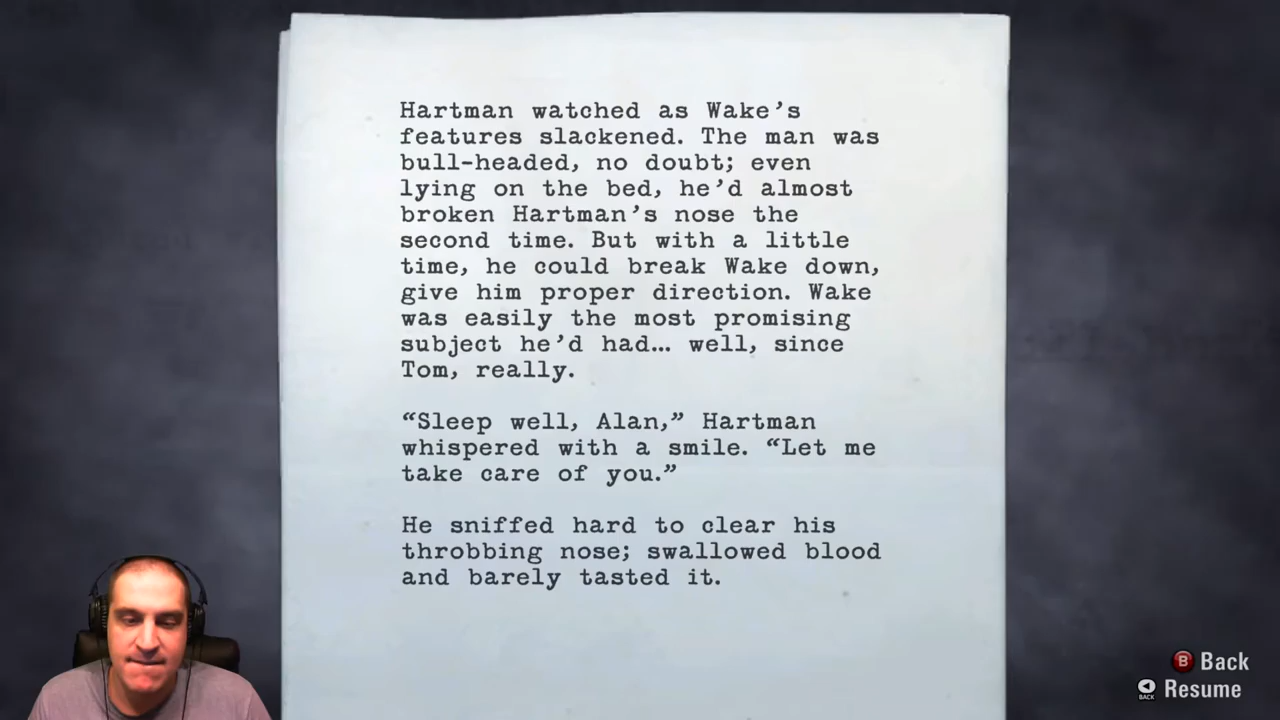 Hartman watched as Wake’s
features slackened. The man was
bull-headed, no doubt; even
lying on the bed, he’d almost
broken Hartman’s nose the
second time. But with a little
time, he could break Wake down,
give him proper direction. Wake
was easily the most promising
subject he’d had… well, since
Tom, really.
“Sleep well, Alan,” Hartman
whispered with a smile. “Let me
take care of you.”
He sniffed hard to clear his
throbbing nose; swallowed blood
and barely tasted it.
B Back
BACK Resume